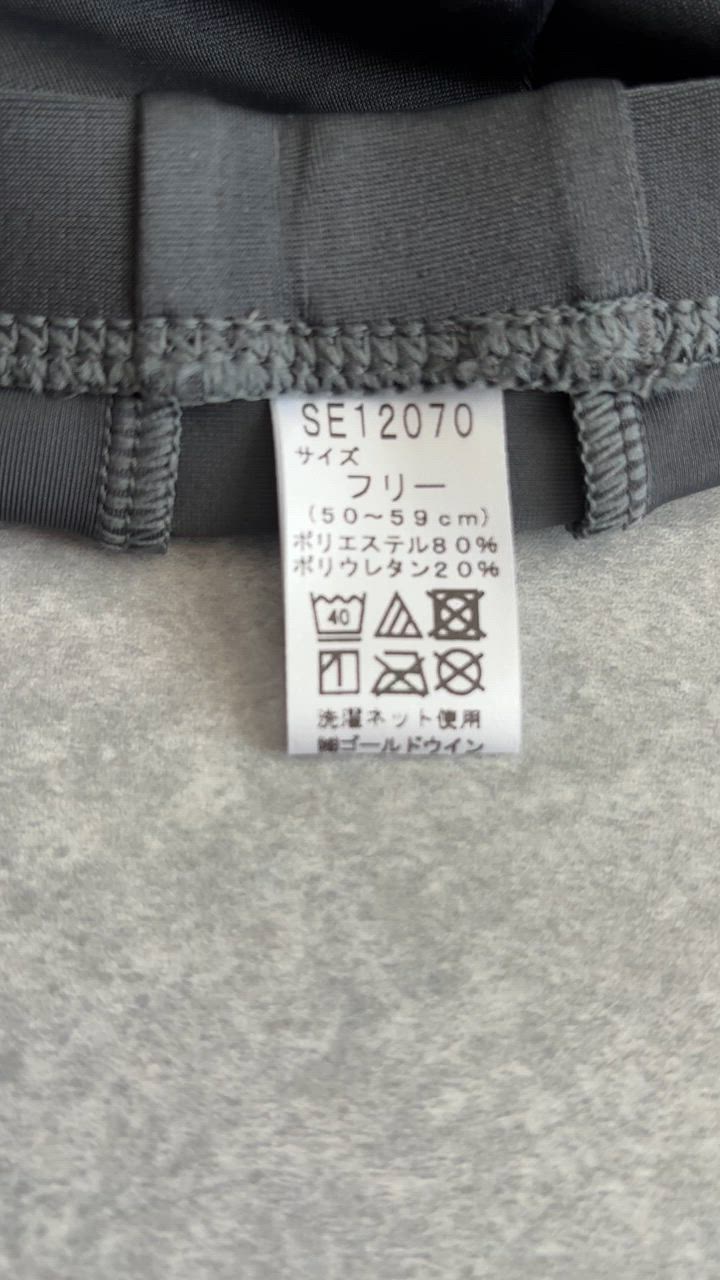 SE12070
サイズ
フリー
(50～59cm)
ポリエステル80%
ポリウレタン20%
40
洗濯ネット使用
㈱ゴールドウイン